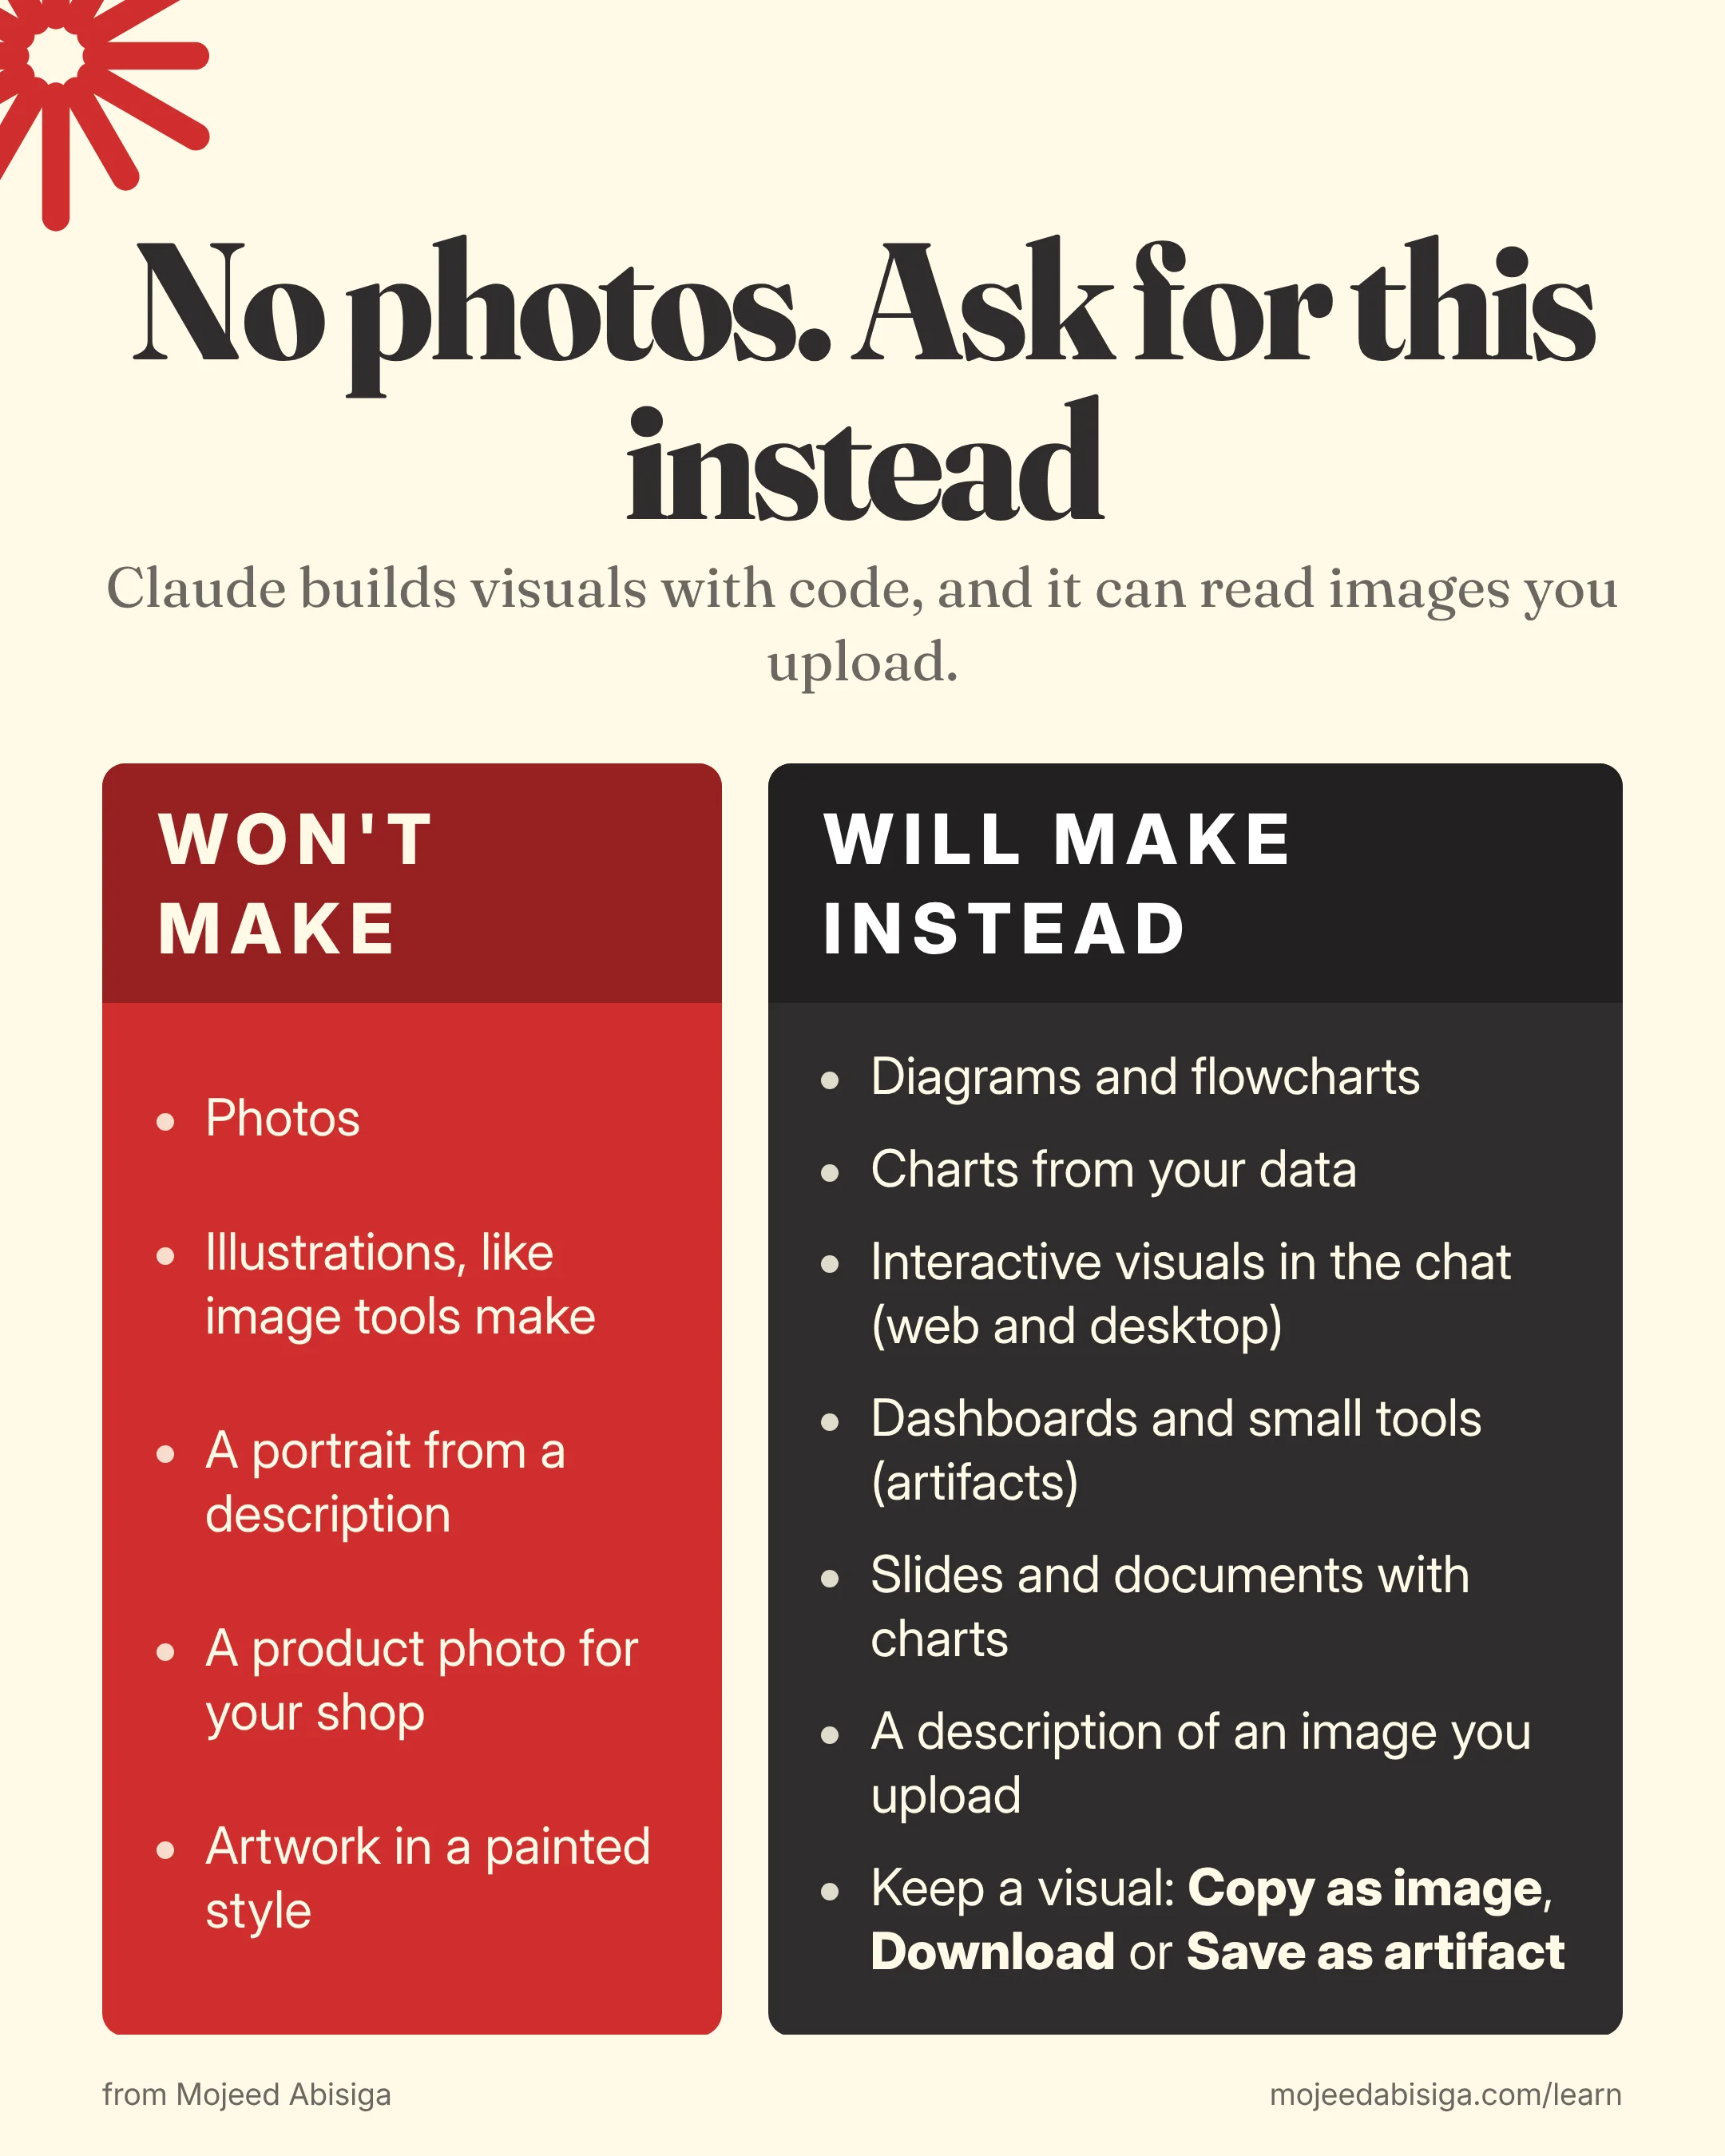 No photos. Ask for this
instead
Claude builds visuals with code, and it can read images you
upload.
WON'T
MAKE
Photos
Illustrations, like
image tools make
A portrait from a
description
A product photo for
your shop
Artwork in a painted
style
WILL MAKE
INSTEAD
Diagrams and flowcharts
Charts from your data
Interactive visuals in the chat
(web and desktop)
Dashboards and small tools
(artifacts)
Slides and documents with
charts
A description of an image you
upload
Keep a visual: Copy as image,
Download or Save as artifact
from Mojeed Abisiga
mojeedabisiga.com/learn